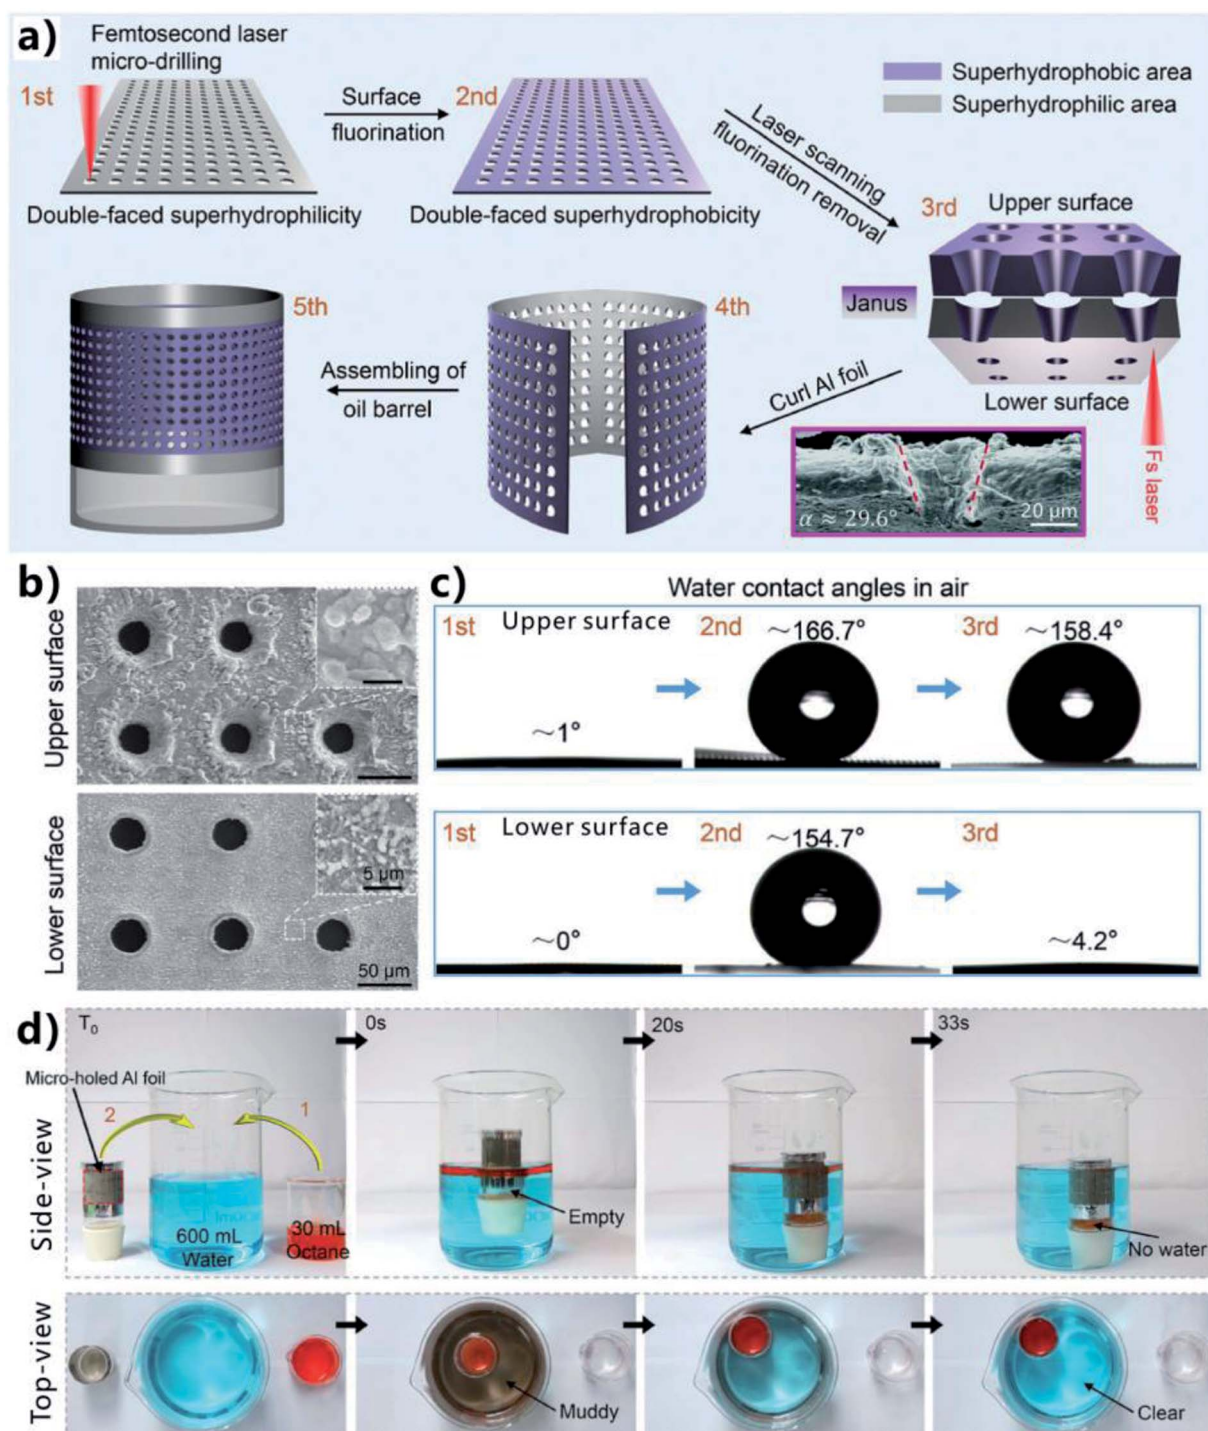 a)
Femtosecond laser
micro-drilling
1st
Surface
fluorination
2nd
Laser scanning
fluorination removal
Superhydrophobic area
Superhydrophilic area
Double-faced superhydrophilicity
Double-faced superhydrophobicity
3rd
Upper surface
Janus
Lower surface
Fs laser
5th
Assembling of
oil barrel
4th
Curl Al foil
α ≈ 29.6°
20 μm
b)
Upper surface
Lower surface
5 μm
50 μm
c)
Water contact angles in air
1st
Upper surface
2nd
~166.7°
3rd
~158.4°
~1°
1st
Lower surface
2nd
~154.7°
3rd
~0°
~4.2°
d)
Side-view
T0
Micro-holed Al foil
2
1
600 mL
Water
30 mL
Octane
0s
Empty
20s
33s
No water
Top-view
Muddy
Clear